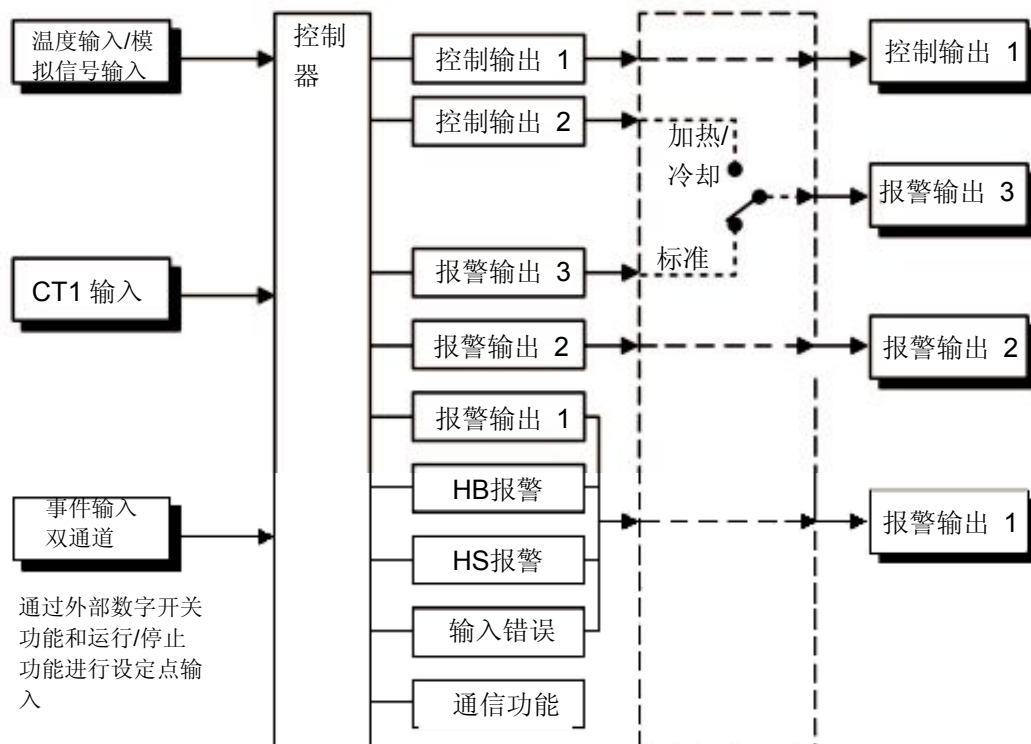 温度输入/模
拟信号输入
CT1 输入
事件输入
双通道
通过外部数字开关
功能和运行/停止
功能进行设定点输
入
控制
器
控制输出 1
控制输出 2
报警输出 3
报警输出 2
报警输出 1
HB报警
HS报警
输入错误
通信功能
加热/
冷却
标准
控制输出 1
报警输出 3
报警输出 2
报警输出 1